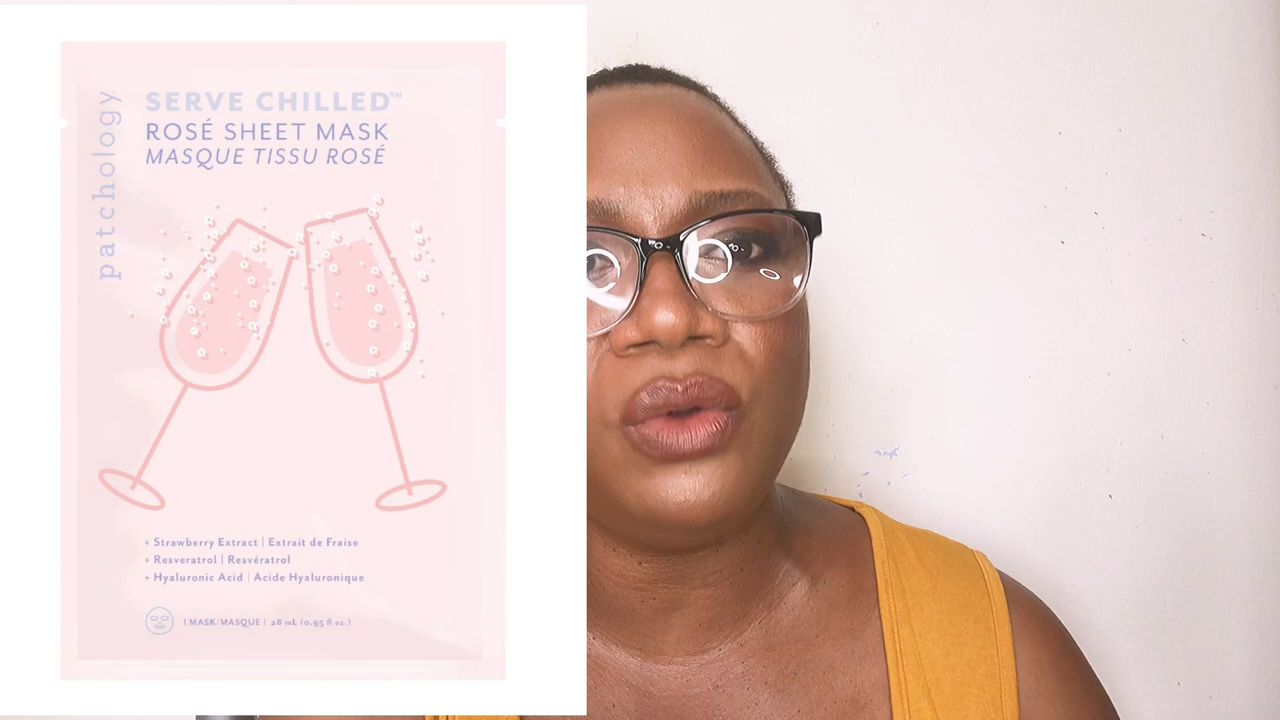 patchology
SERVE CHILLED™
ROSÉ SHEET MASK
MASQUE TISSU ROSÉ
+ Strawberry Extract | Extrait de Fraise
+ Resveratrol | Resvératrol
+ Hyaluronic Acid | Acide Hyaluronique
1 MASK/MASQUE | 28 mL (0.95 fl oz.)